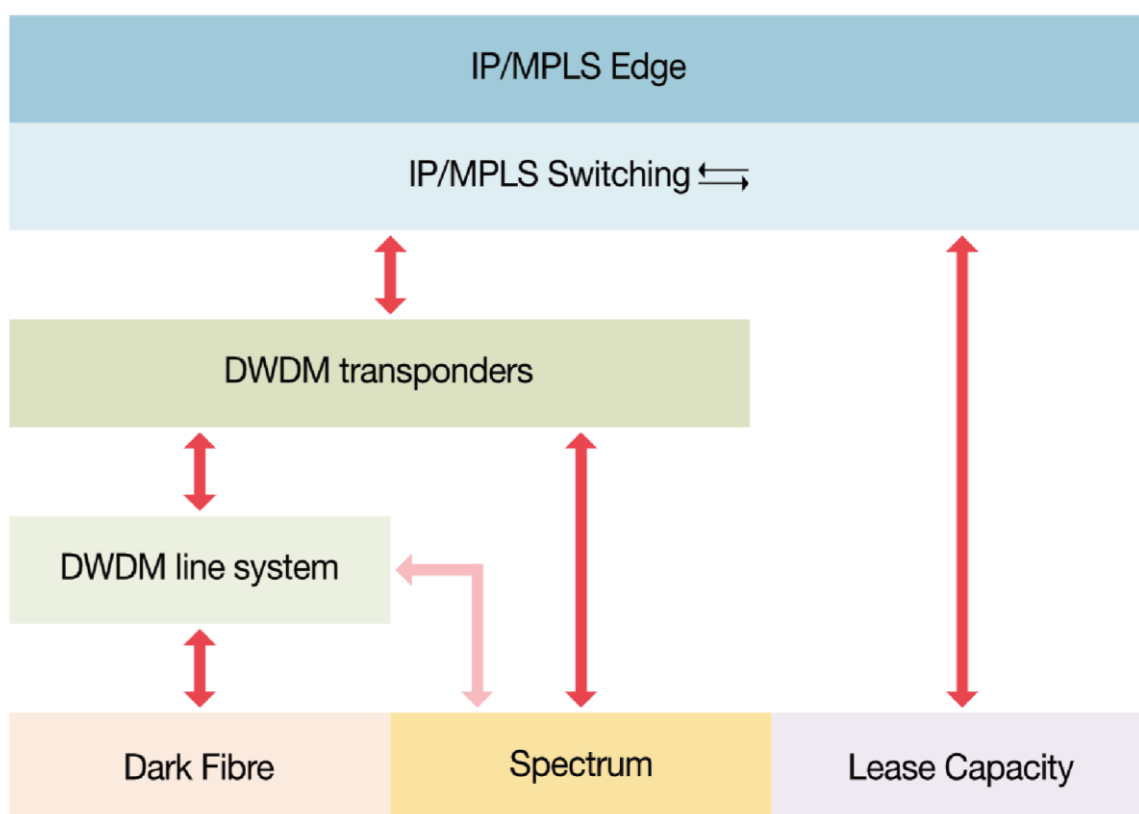 IP/MPLS Edge
IP/MPLS Switching
DWDM transponders
DWDM line system
Dark Fibre
Spectrum
Lease Capacity